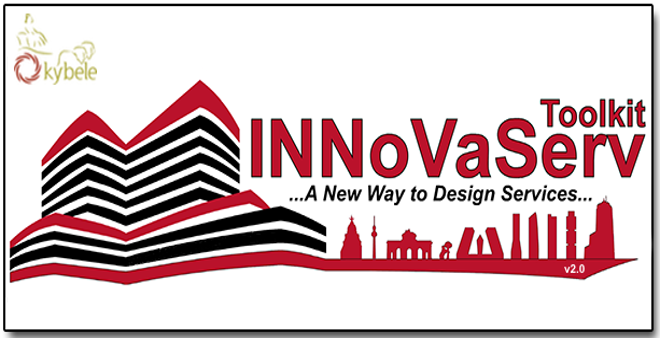 kybele
Toolkit
INNoVaServ
...A New Way to Design Services...
v2.0